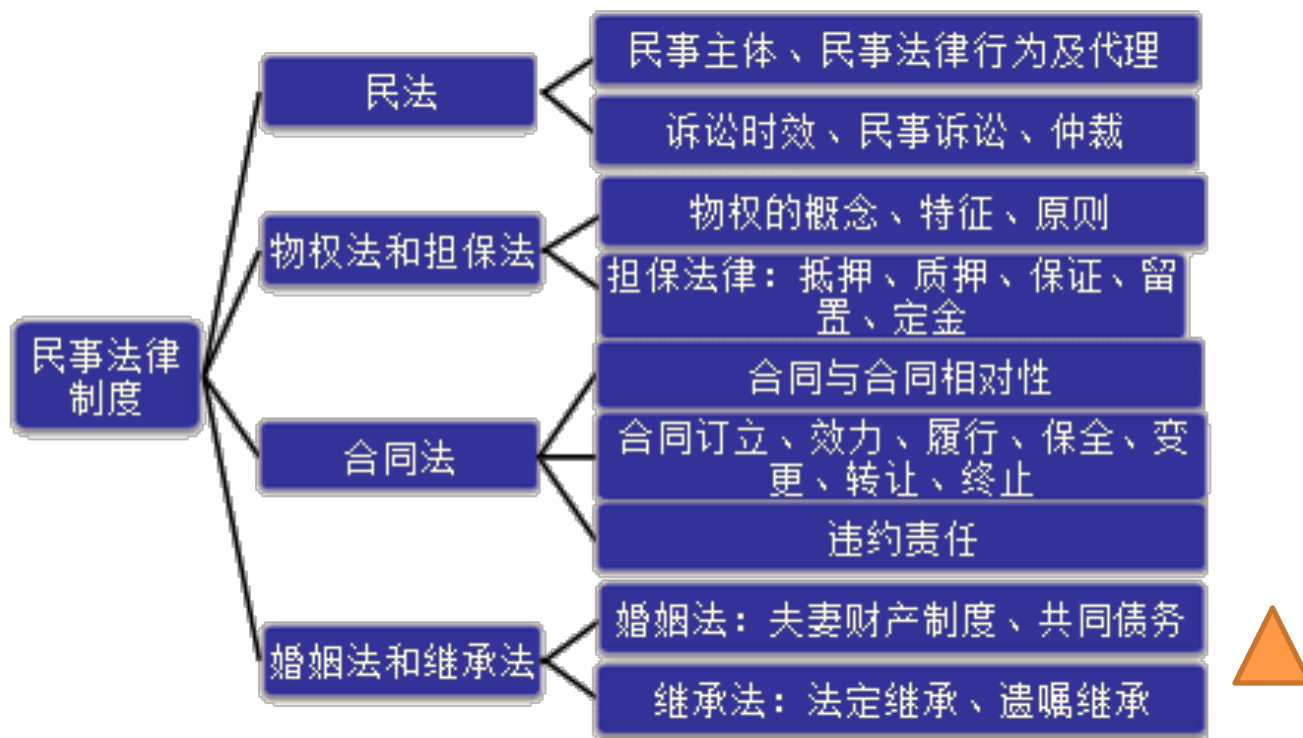 民事法律
制度
民法
民事主体、民事法律行为及代理
诉讼时效、民事诉讼、仲裁
物权法和担保法
物权的概念、特征、原则
担保法律：抵押、质押、保证、留
置、定金
合同法
合同与合同相对性
合同订立、效力、履行、保全、变
更、转让、终止
违约责任
婚姻法和继承法
婚姻法：夫妻财产制度、共同债务
继承法：法定继承、遗嘱继承